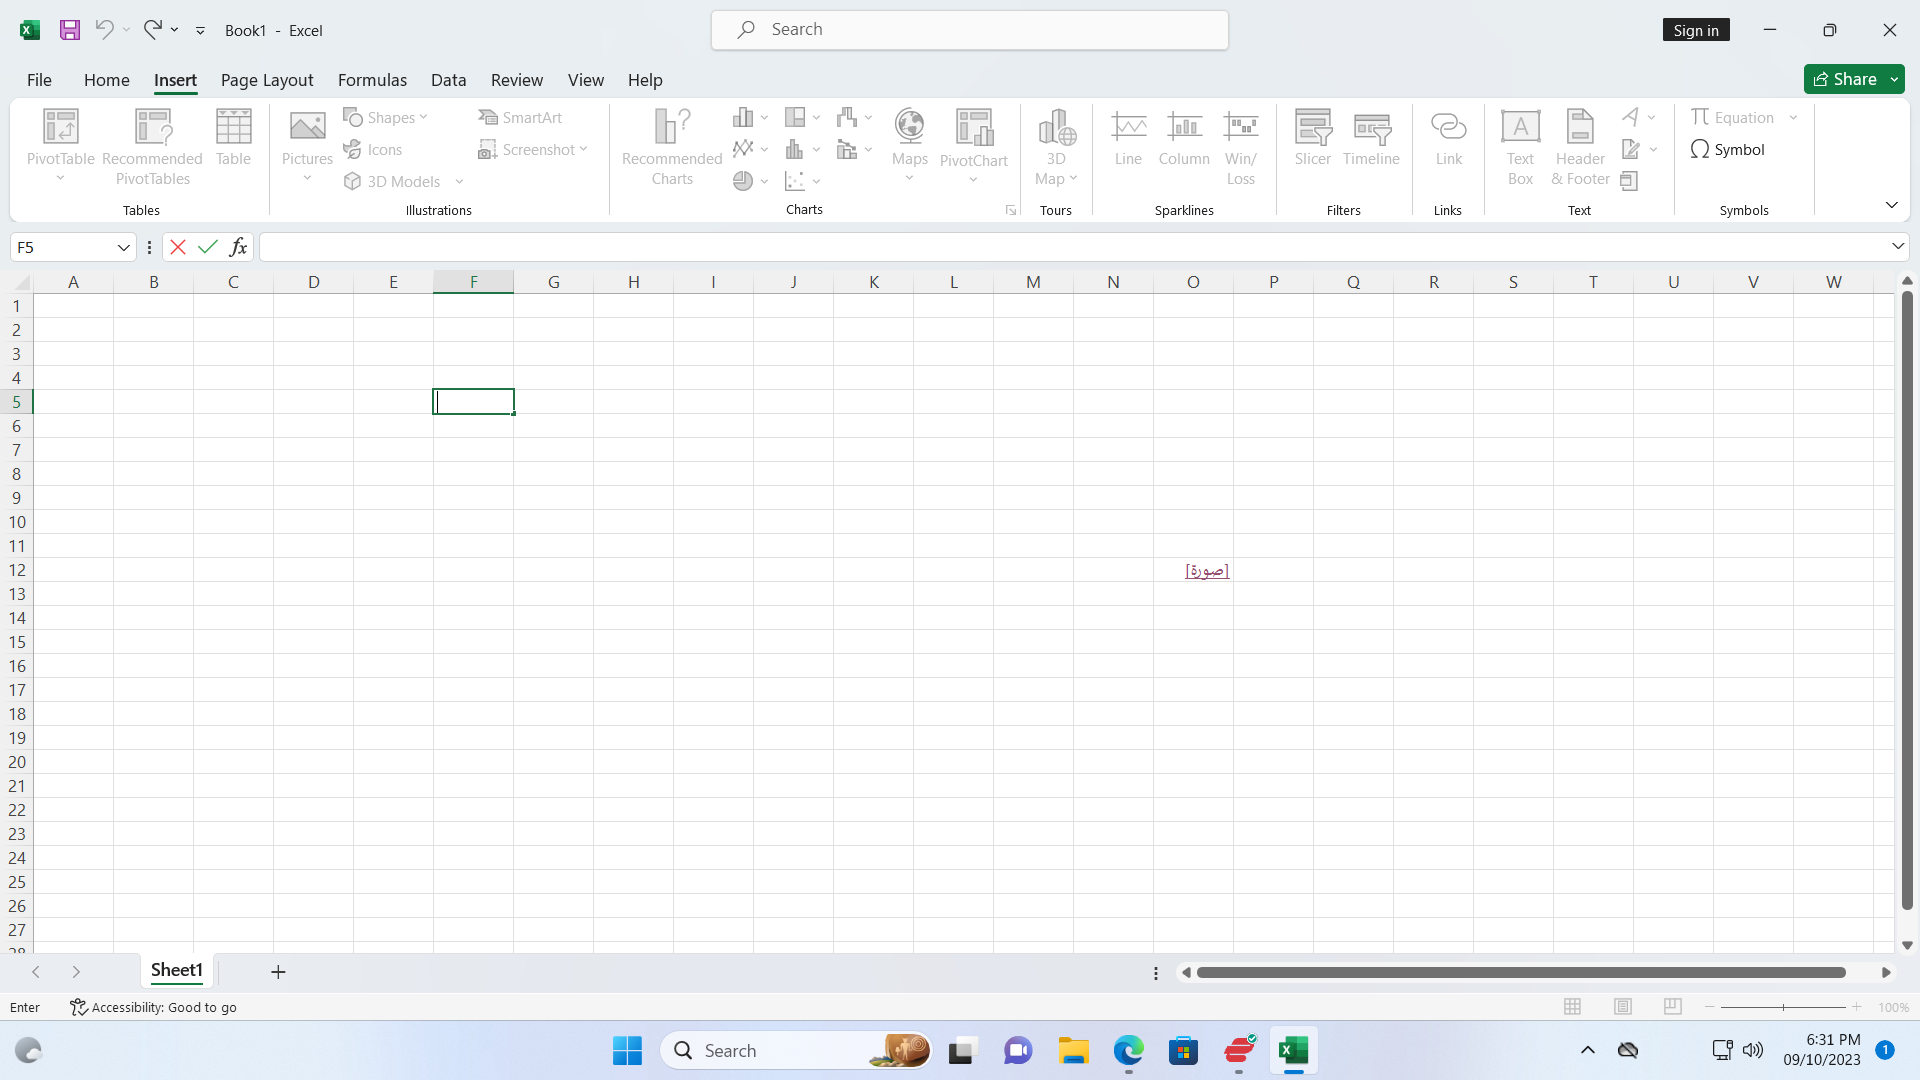 Book1 - Excel
Search
Sign in
File Home Insert Page Layout Formulas Data Review View Help
Share
PivotTable
Recommended PivotTables
Table
Tables
Pictures
Shapes
Icons
3D Models
SmartArt
Screenshot
Illustrations
Recommended Charts
Maps
PivotChart
Charts
3D Map
Tours
Line
Column
Win/ Loss
Sparklines
Slicer
Timeline
Filters
Link
Links
Text Box
Header & Footer
Text
Equation
Symbol
Symbols
F5
fx
A B C D E F G H I J K L M N O P Q R S T U V W
1
2
3
4
5
6
7
8
9
10
11
12 [صورة]
13
14
15
16
17
18
19
20
21
22
23
24
25
26
27
28
Sheet1
Enter
Accessibility: Good to go
100%
Search
6:31 PM
09/10/2023
1